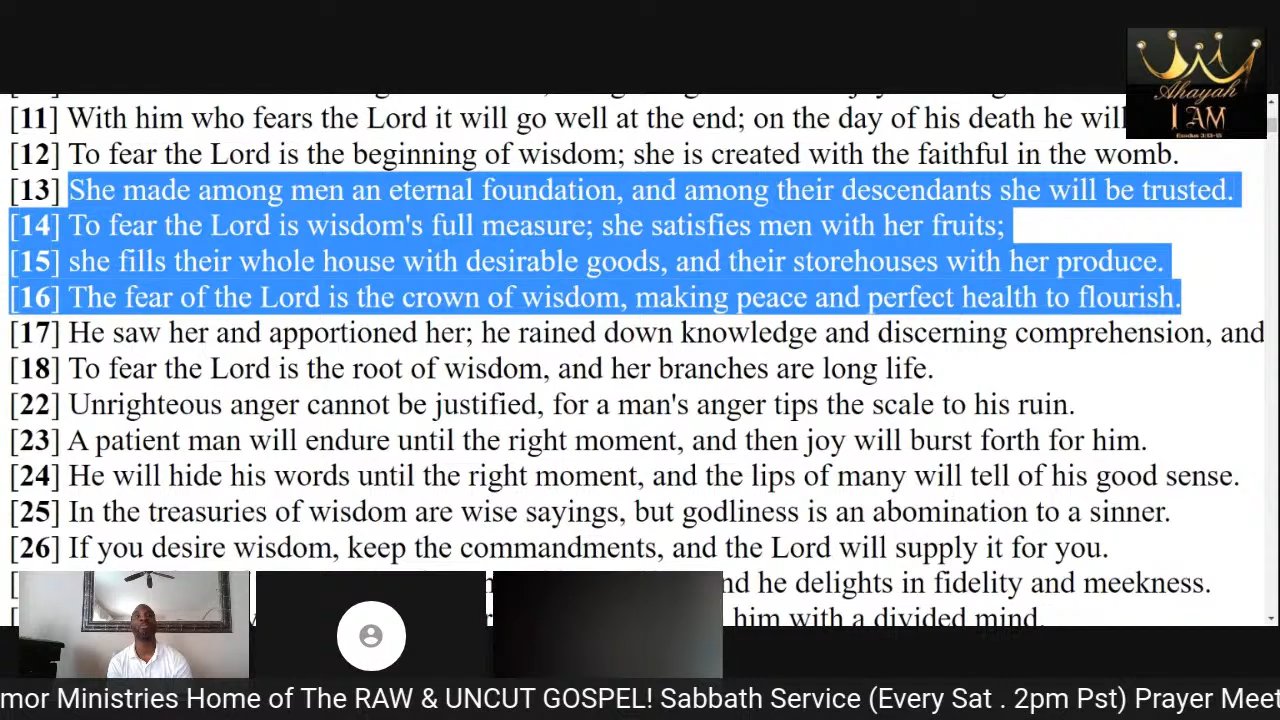 Ahayah
I AM
Exodus 3:13-15
[11] With him who fears the Lord it will go well at the end; on the day of his death he will
[12] To fear the Lord is the beginning of wisdom; she is created with the faithful in the womb.
[13] She made among men an eternal foundation, and among their descendants she will be trusted.
[14] To fear the Lord is wisdom's full measure; she satisfies men with her fruits;
[15] she fills their whole house with desirable goods, and their storehouses with her produce.
[16] The fear of the Lord is the crown of wisdom, making peace and perfect health to flourish.
[17] He saw her and apportioned her; he rained down knowledge and discerning comprehension, and
[18] To fear the Lord is the root of wisdom, and her branches are long life.
[22] Unrighteous anger cannot be justified, for a man's anger tips the scale to his ruin.
[23] A patient man will endure until the right moment, and then joy will burst forth for him.
[24] He will hide his words until the right moment, and the lips of many will tell of his good sense.
[25] In the treasuries of wisdom are wise sayings, but godliness is an abomination to a sinner.
[26] If you desire wisdom, keep the commandments, and the Lord will supply it for you.
nd he delights in fidelity and meekness.
him with a divided mind.
mor Ministries Home of The RAW & UNCUT GOSPEL! Sabbath Service (Every Sat . 2pm Pst) Prayer Meet